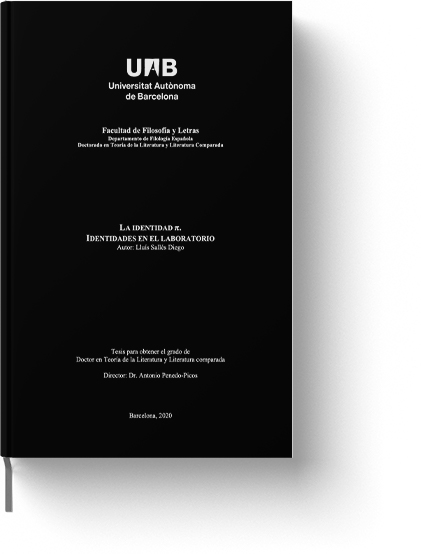 UAB
Universitat Autònoma
de Barcelona
Facultad de Filosofía y Letras
Departamento de Filología Española
Doctorado en Teoría de la Literatura y Literatura Comparada
LA IDENTIDAD π.
IDENTIDADES EN EL LABORATORIO
Autor: Lluís Sallés Diego
Tesis para obtener el grado de
Doctor en Teoría de la Literatura y Literatura comparada
Director: Dr. Antonio Penedo-Picos
Barcelona, 2020